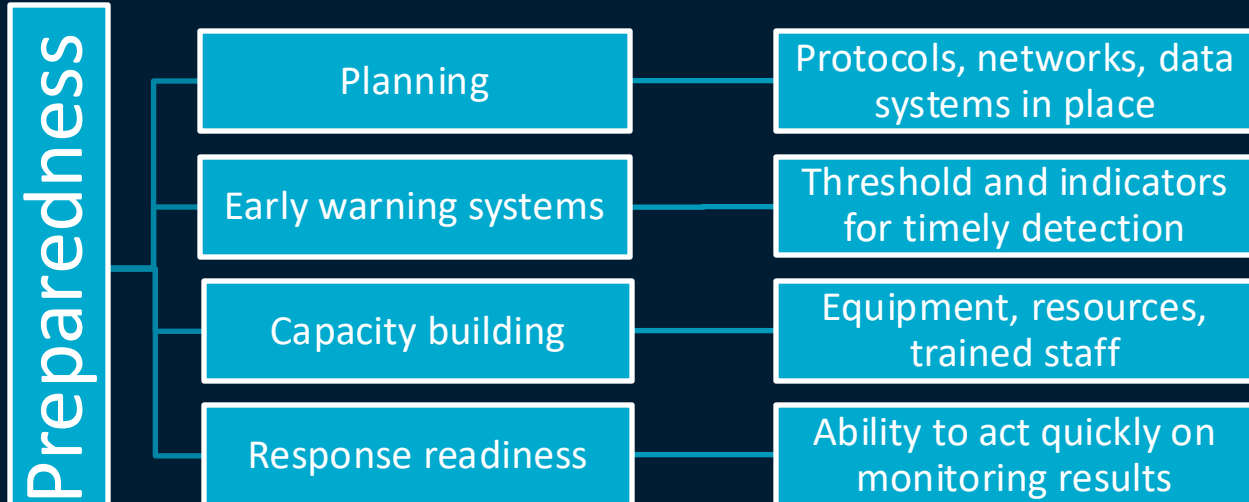 Preparedness
Planning
Protocols, networks, data
systems in place
Early warning systems
Threshold and indicators
for timely detection
Capacity building
Equipment, resources,
trained staff
Response readiness
Ability to act quickly on
monitoring results